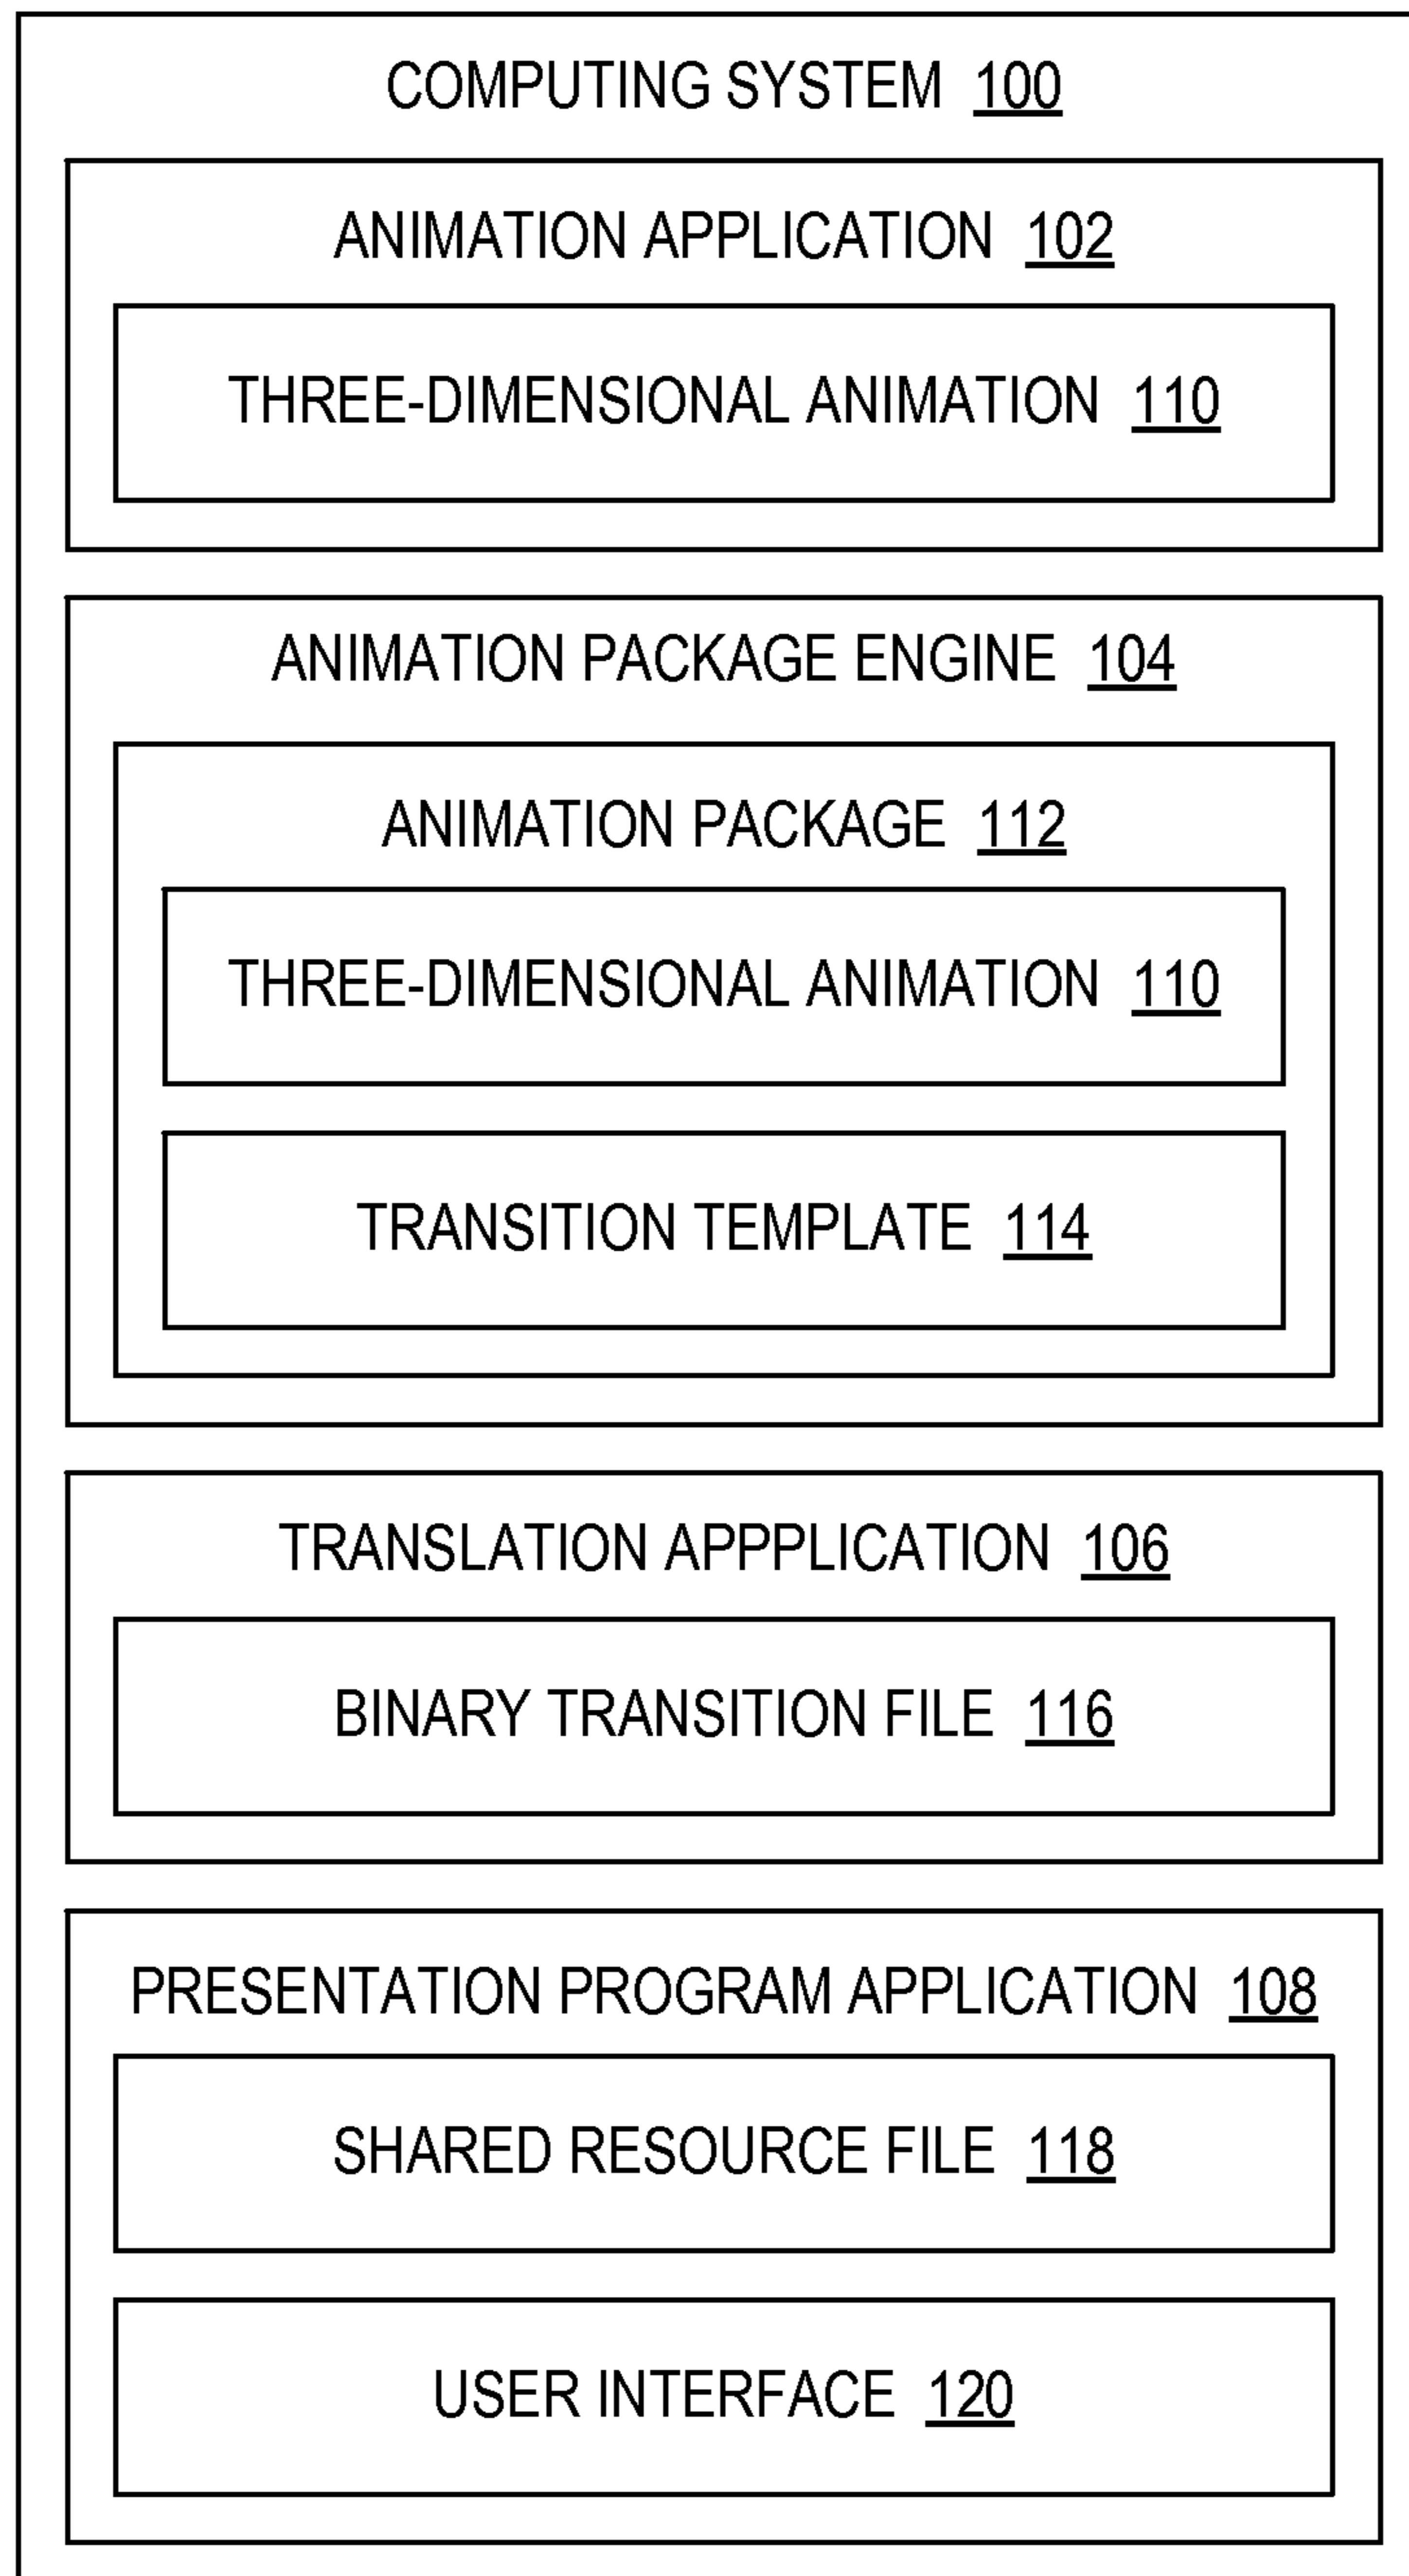 COMPUTING SYSTEM 100
ANIMATION APPLICATION 102
THREE-DIMENSIONAL ANIMATION 110
ANIMATION PACKAGE ENGINE 104
ANIMATION PACKAGE 112
THREE-DIMENSIONAL ANIMATION 110
TRANSITION TEMPLATE 114
TRANSLATION APPPLICATION 106
BINARY TRANSITION FILE 116
PRESENTATION PROGRAM APPLICATION 108
SHARED RESOURCE FILE 118
USER INTERFACE 120